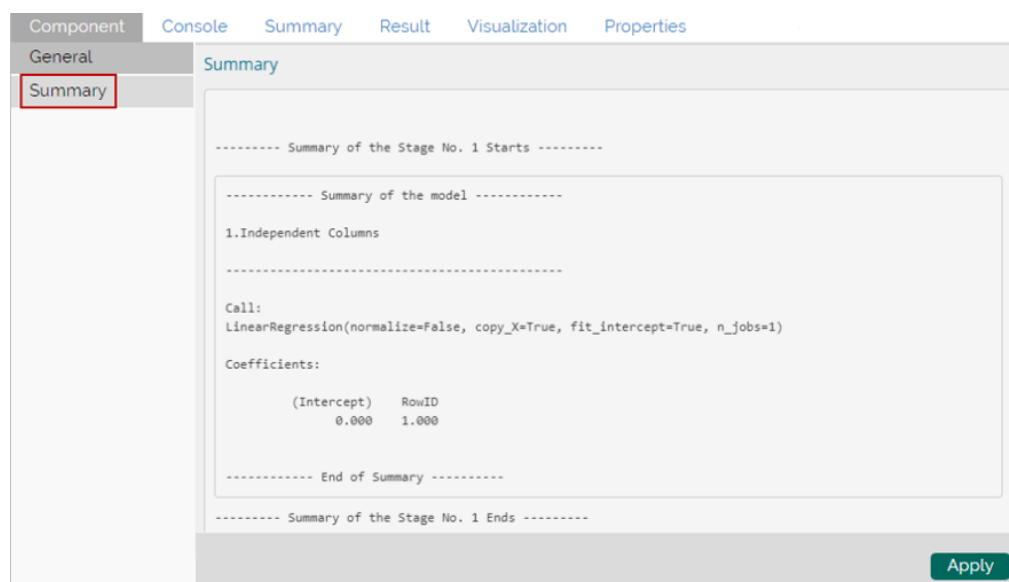 Component Console Summary Result Visualization Properties
General
Summary
Summary
--------- Summary of the Stage No. 1 Starts ---------
------------ Summary of the model ------------
1.Independent Columns
----------------------------------------------
Call:
LinearRegression(normalize=False, copy_X=True, fit_intercept=True, n_jobs=1)
Coefficients:
(Intercept) RowID
0.000 1.000
------------ End of Summary ----------
--------- Summary of the Stage No. 1 Ends ---------
Apply